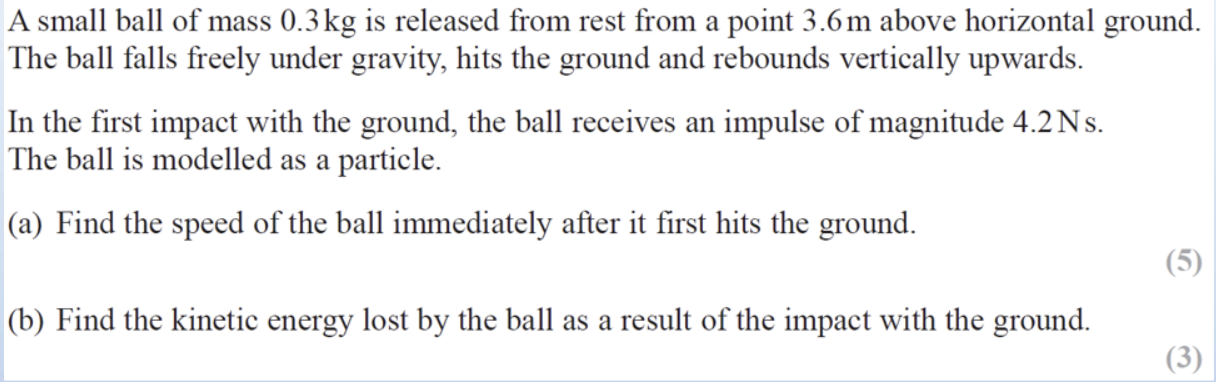 A small ball of mass 0.3 kg is released from rest from a point 3.6 m above horizontal ground.
The ball falls freely under gravity, hits the ground and rebounds vertically upwards.
In the first impact with the ground, the ball receives an impulse of magnitude 4.2 N s.
The ball is modelled as a particle.
(a) Find the speed of the ball immediately after it first hits the ground.
(5)
(b) Find the kinetic energy lost by the ball as a result of the impact with the ground.
(3)